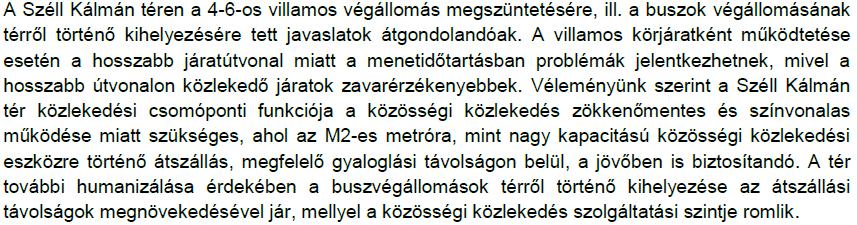 A Széll Kálmán téren a 4-6-os villamos végállomás megszüntetésére, ill. a buszok végállomásának
térről történő kihelyezésére tett javaslatok átgondolandóak. A villamos körjáratként működtetése
esetén a hosszabb járatútvonal miatt a menetidőtartásban problémák jelentkezhetnek, mivel a
hosszabb útvonalon közlekedő járatok zavarérzékenyebbek. Véleményünk szerint a Széll Kálmán
tér közlekedési csomóponti funkciója a közösségi közlekedés zökkenőmentes és színvonalas
működése miatt szükséges, ahol az M2-es metróra, mint nagy kapacitású közösségi közlekedési
eszközre történő átszállás, megfelelő gyaloglási távolságon belül, a jövőben is biztosítandó. A tér
további humanizálása érdekében a buszvégállomások térről történő kihelyezése az átszállási
távolságok megnövekedésével jár, mellyel a közösségi közlekedés szolgáltatási szintje romlik.